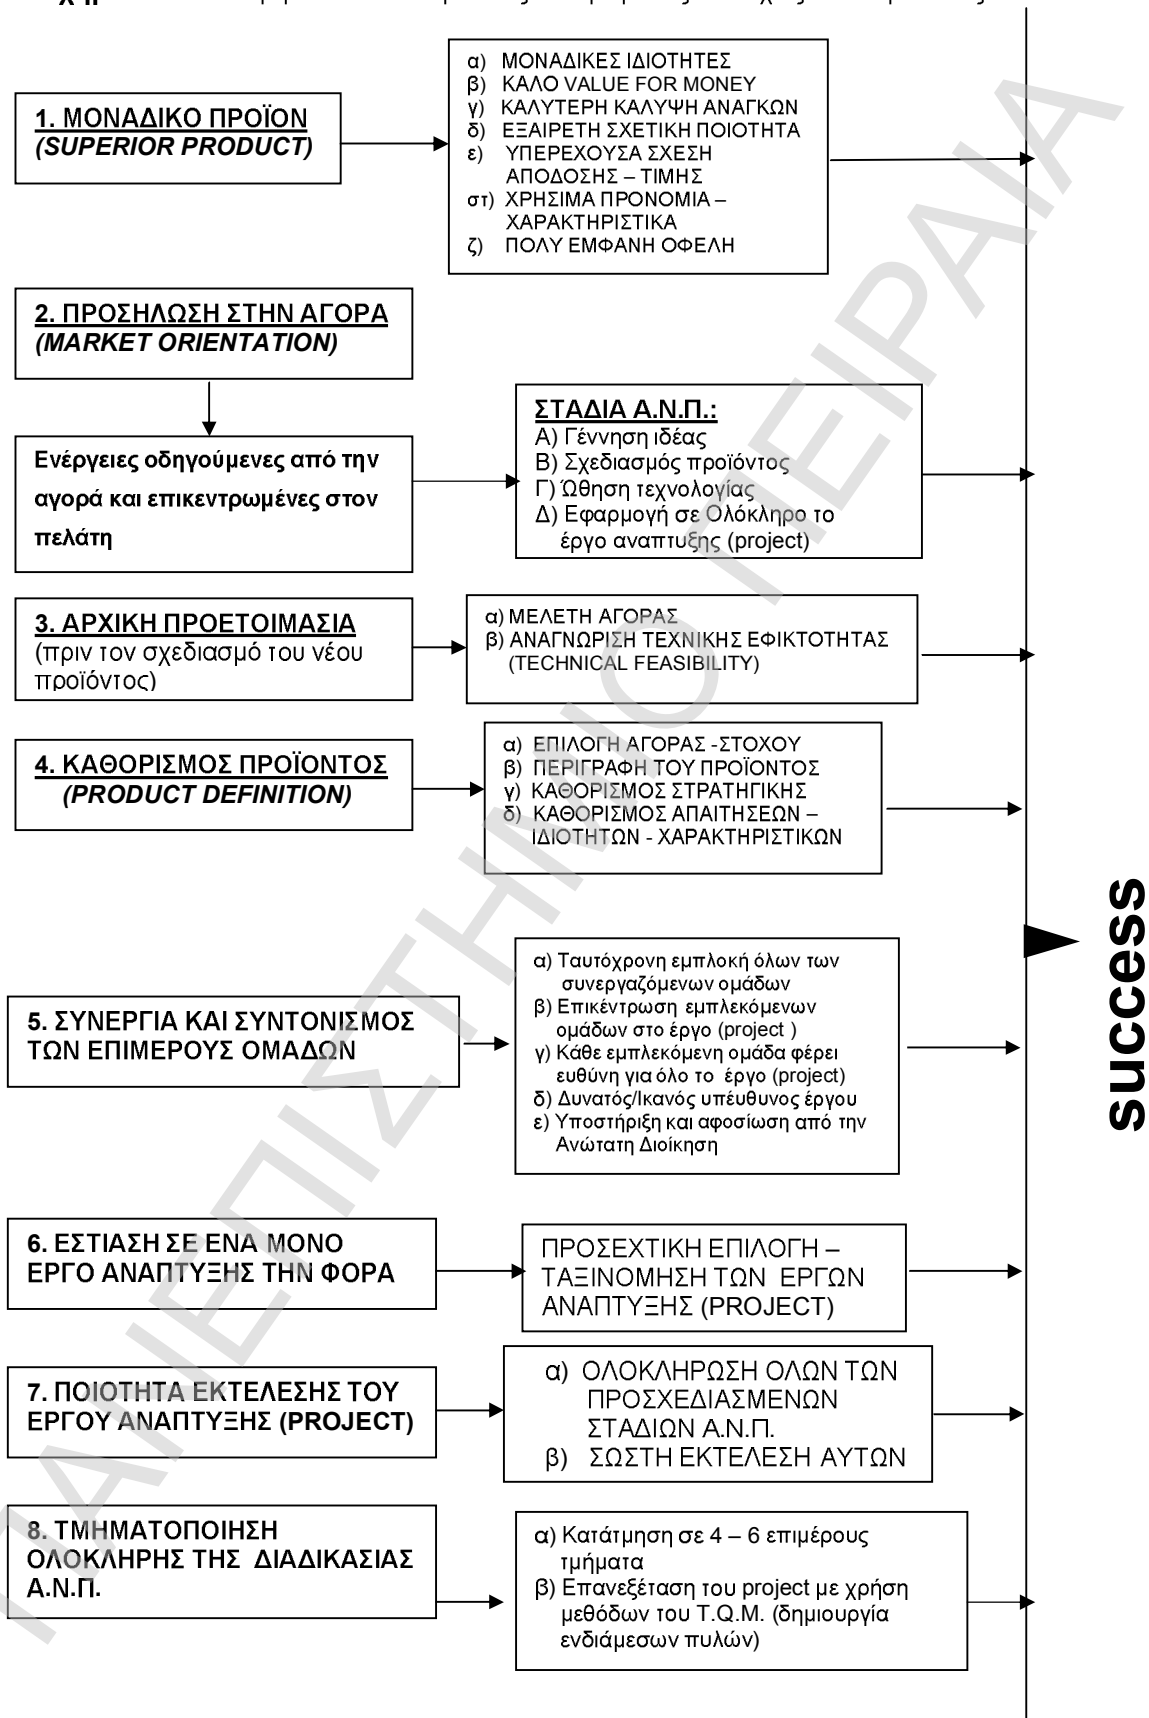 1. ΜΟΝΑΔΙΚΟ ΠΡΟΪΟΝ
(SUPERIOR PRODUCT)
α) ΜΟΝΑΔΙΚΕΣ ΙΔΙΟΤΗΤΕΣ
β) ΚΑΛΟ VALUE FOR MONEY
γ) ΚΑΛΥΤΕΡΗ ΚΑΛΥΨΗ ΑΝΑΓΚΩΝ
δ) ΕΞΑΙΡΕΤΗ ΣΧΕΤΙΚΗ ΠΟΙΟΤΗΤΑ
ε) ΥΠΕΡΕΧΟΥΣΑ ΣΧΕΣΗ
ΑΠΟΔΟΣΗΣ – ΤΙΜΗΣ
στ) ΧΡΗΣΙΜΑ ΠΡΟΝΟΜΙΑ –
ΧΑΡΑΚΤΗΡΙΣΤΙΚΑ
ζ) ΠΟΛΥ ΕΜΦΑΝΗ ΟΦΕΛΗ
2. ΠΡΟΣΗΛΩΣΗ ΣΤΗΝ ΑΓΟΡΑ
(MARKET ORIENTATION)
Ενέργειες οδηγούμενες από την
αγορά και επικεντρωμένες στον
πελάτη
ΣΤΑΔΙΑ Α.Ν.Π.:
Α) Γέννηση ιδέας
Β) Σχεδιασμός προϊόντος
Γ) Ώθηση τεχνολογίας
Δ) Εφαρμογή σε Ολόκληρο το
έργο αναπτυξης (project)
3. ΑΡΧΙΚΗ ΠΡΟΕΤΟΙΜΑΣΙΑ
(πριν τον σχεδιασμό του νέου
προϊόντος)
α) ΜΕΛΕΤΗ ΑΓΟΡΑΣ
β) ΑΝΑΓΝΩΡΙΣΗ ΤΕΧΝΙΚΗΣ ΕΦΙΚΤΟΤΗΤΑΣ
(TECHNICAL FEASIBILITY)
4. ΚΑΘΟΡΙΣΜΟΣ ΠΡΟΪΟΝΤΟΣ
(PRODUCT DEFINITION)
α) ΕΠΙΛΟΓΗ ΑΓΟΡΑΣ -ΣΤΟΧΟΥ
β) ΠΕΡΙΓΡΑΦΗ ΤΟΥ ΠΡΟΪΟΝΤΟΣ
γ) ΚΑΘΟΡΙΣΜΟΣ ΣΤΡΑΤΗΓΙΚΗΣ
δ) ΚΑΘΟΡΙΣΜΟΣ ΑΠΑΙΤΗΣΕΩΝ –
ΙΔΙΟΤΗΤΩΝ - ΧΑΡΑΚΤΗΡΙΣΤΙΚΩΝ
5. ΣΥΝΕΡΓΙΑ ΚΑΙ ΣΥΝΤΟΝΙΣΜΟΣ
ΤΩΝ ΕΠΙΜΕΡΟΥΣ ΟΜΑΔΩΝ
α) Ταυτόχρονη εμπλοκή όλων των
συνεργαζόμενων ομάδων
β) Επικέντρωση εμπλεκόμενων
ομάδων στο έργο (project )
γ) Κάθε εμπλεκόμενη ομάδα φέρει
ευθύνη για όλο το έργο (project)
δ) Δυνατός/Ικανός υπέυθυνος έργου
ε) Υποστήριξη και αφοσίωση από την
Ανώτατη Διοίκηση
6. ΕΣΤΙΑΣΗ ΣΕ ΕΝΑ ΜΟΝΟ
ΕΡΓΟ ΑΝΑΠΤΥΞΗΣ ΤΗΝ ΦΟΡΑ
ΠΡΟΣΕΧΤΙΚΗ ΕΠΙΛΟΓΗ –
ΤΑΞΙΝΟΜΗΣΗ ΤΩΝ ΕΡΓΩΝ
ΑΝΑΠΤΥΞΗΣ (PROJECT)
7. ΠΟΙΟΤΗΤΑ ΕΚΤΕΛΕΣΗΣ ΤΟΥ
ΕΡΓΟΥ ΑΝΑΠΤΥΞΗΣ (PROJECT)
α) ΟΛΟΚΛΗΡΩΣΗ ΟΛΩΝ ΤΩΝ
ΠΡΟΣΧΕΔΙΑΣΜΕΝΩΝ
ΣΤΑΔΙΩΝ Α.Ν.Π.
β) ΣΩΣΤΗ ΕΚΤΕΛΕΣΗ ΑΥΤΩΝ
8. ΤΜΗΜΑΤΟΠΟΙΗΣΗ
ΟΛΟΚΛΗΡΗΣ ΤΗΣ ΔΙΑΔΙΚΑΣΙΑΣ
Α.Ν.Π.
α) Κατάτμηση σε 4 – 6 επιμέρους
τμήματα
β) Επανεξέταση του project με χρήση
μεθόδων του T.Q.M. (δημιουργία
ενδιάμεσων πυλών)
success
ΠΑΝΕΠΙΣΤΗΜΙΟ ΠΕΙΡΑΙΑ